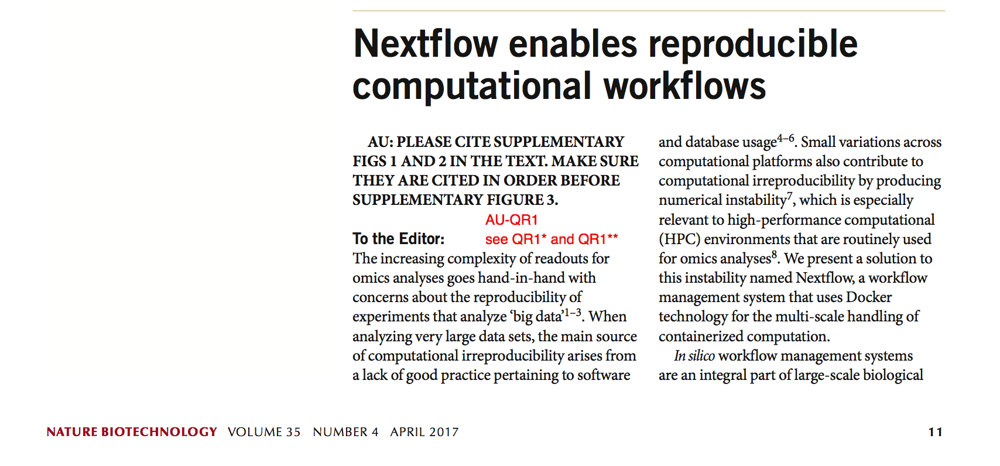 Nextflow enables reproducible
computational workflows
AU: PLEASE CITE SUPPLEMENTARY
FIGS 1 AND 2 IN THE TEXT. MAKE SURE
THEY ARE CITED IN ORDER BEFORE
SUPPLEMENTARY FIGURE 3.
AU-QR1
To the Editor: see QR1* and QR1**
The increasing complexity of readouts for
omics analyses goes hand-in-hand with
concerns about the reproducibility of
experiments that analyze ‘big data’1–3. When
analyzing very large data sets, the main source
of computational irreproducibility arises from
a lack of good practice pertaining to software
and database usage4–6. Small variations across
computational platforms also contribute to
computational irreproducibility by producing
numerical instability7, which is especially
relevant to high-performance computational
(HPC) environments that are routinely used
for omics analyses8. We present a solution to
this instability named Nextflow, a workflow
management system that uses Docker
technology for the multi-scale handling of
containerized computation.
In silico workflow management systems
are an integral part of large-scale biological
NATURE BIOTECHNOLOGY VOLUME 35 NUMBER 4 APRIL 2017 11